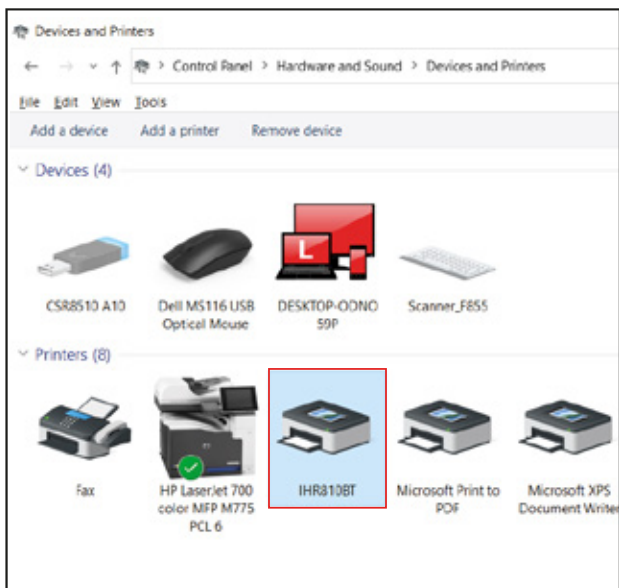 Devices and Printers
Control Panel > Hardware and Sound > Devices and Printers
File Edit View Tools
Add a device Add a printer Remove device
Devices (4)
L
CSR8510 A10 Dell MS116 USB DESKTOP-OONO Scanner_F855
Optical Mouse S9P
Printers (8)
Fax HP LaserJet 700 IHR810BT Microsoft Print to Microsoft XPS
color MFP M775 PDF Document Writer
PCL 6